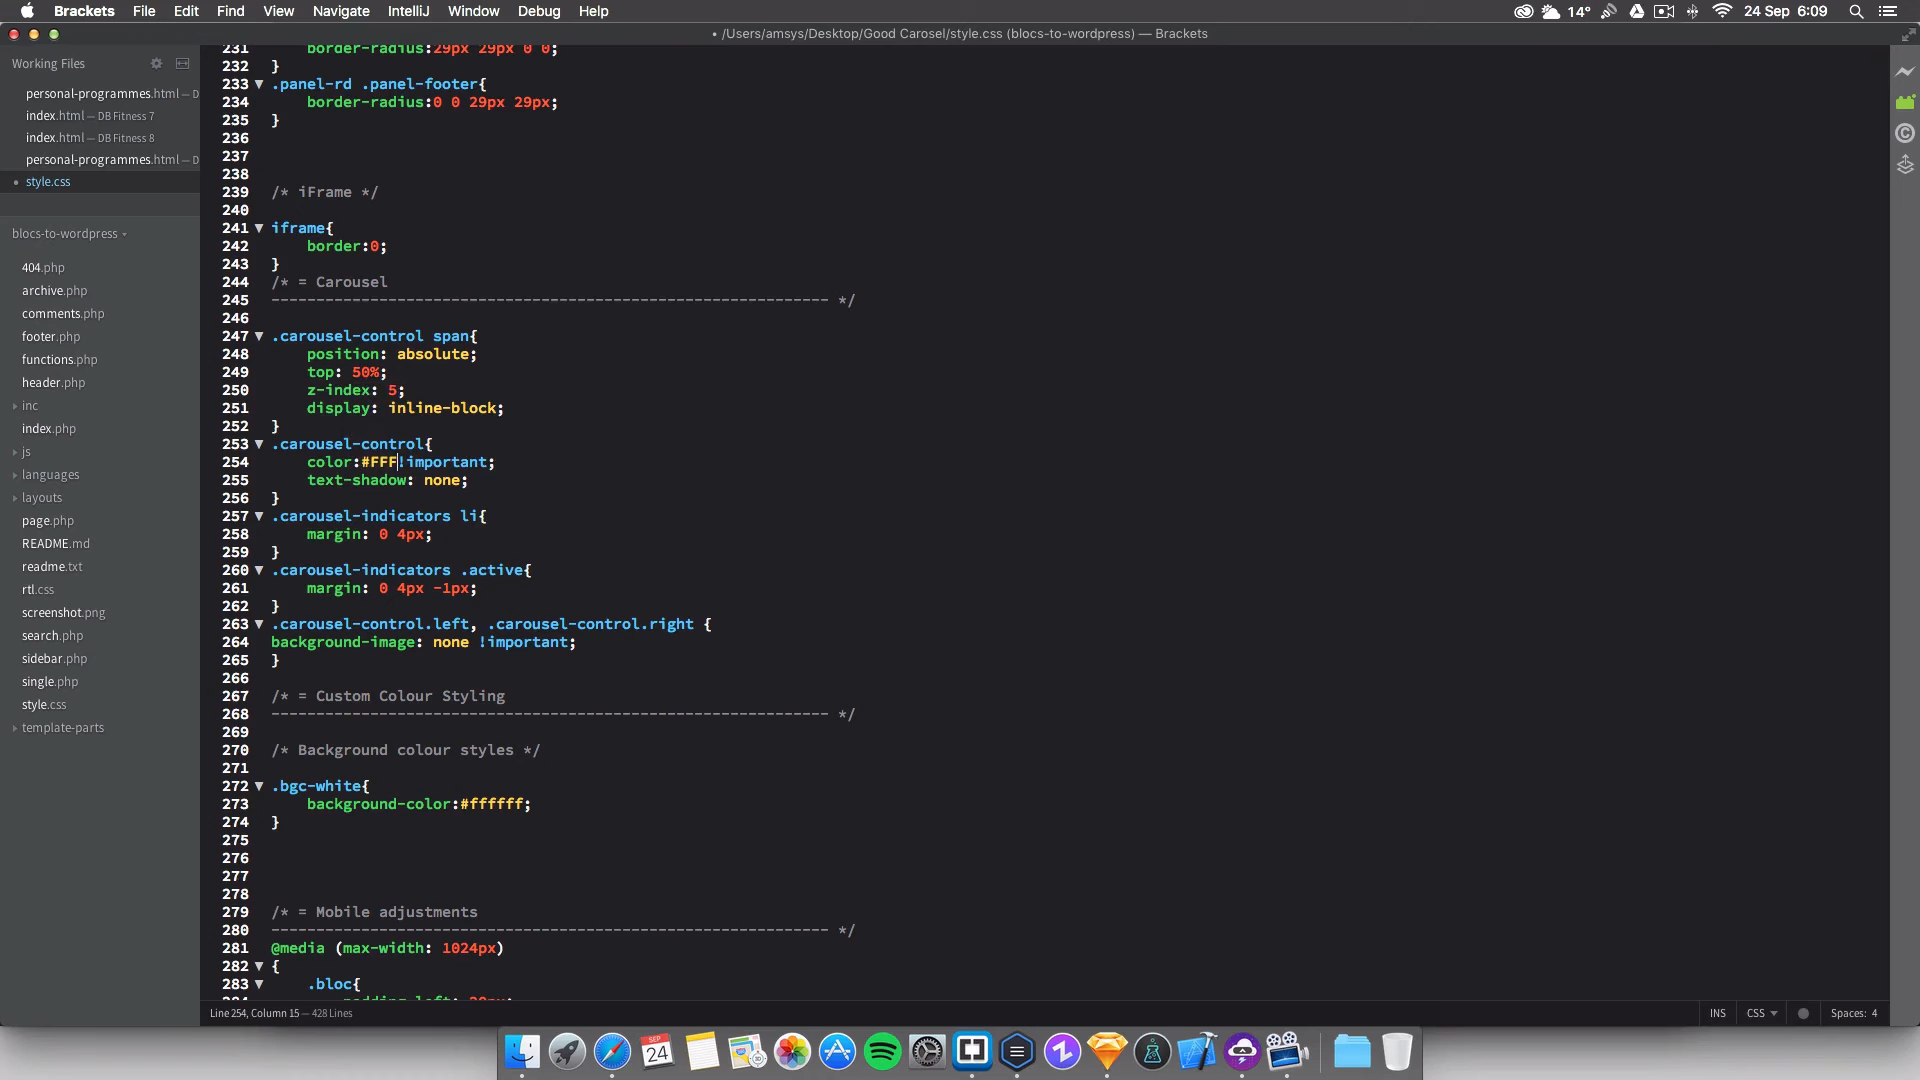 Brackets File Edit Find View Navigate IntelliJ Window Debug Help 14° 24 Sep 6:09
• /Users/amsys/Desktop/Good Carosel/style.css (blocs-to-wordpress) — Brackets
Working Files
personal-programmes.html — D
index.html — DB Fitness 7
index.html — DB Fitness 8
personal-programmes.html — D
• style.css
blocs-to-wordpress
404.php
archive.php
comments.php
footer.php
functions.php
header.php
inc
index.php
js
languages
layouts
page.php
README.md
readme.txt
rtl.css
screenshot.png
search.php
sidebar.php
single.php
style.css
template-parts
231 border-radius:29px 29px 0 0;
232 }
233 .panel-rd .panel-footer{
234 border-radius:0 0 29px 29px;
235 }
236
237
238
239 /* iFrame */
240
241 iframe{
242 border:0;
243 }
244 /* = Carousel
245 -------------------------------------------------------------- */
246
247 .carousel-control span{
248 position: absolute;
249 top: 50%;
250 z-index: 5;
251 display: inline-block;
252 }
253 .carousel-control{
254 color:#FFF!important;
255 text-shadow: none;
256 }
257 .carousel-indicators li{
258 margin: 0 4px;
259 }
260 .carousel-indicators .active{
261 margin: 0 4px -1px;
262 }
263 .carousel-control.left, .carousel-control.right {
264 background-image: none !important;
265 }
266
267 /* = Custom Colour Styling
268 -------------------------------------------------------------- */
269
270 /* Background colour styles */
271
272 .bgc-white{
273 background-color:#ffffff;
274 }
275
276
277
278
279 /* = Mobile adjustments
280 -------------------------------------------------------------- */
281 @media (max-width: 1024px)
282 {
283 .bloc{
Line 254, Column 15 — 428 Lines INS CSS Spaces: 4
SEP
24